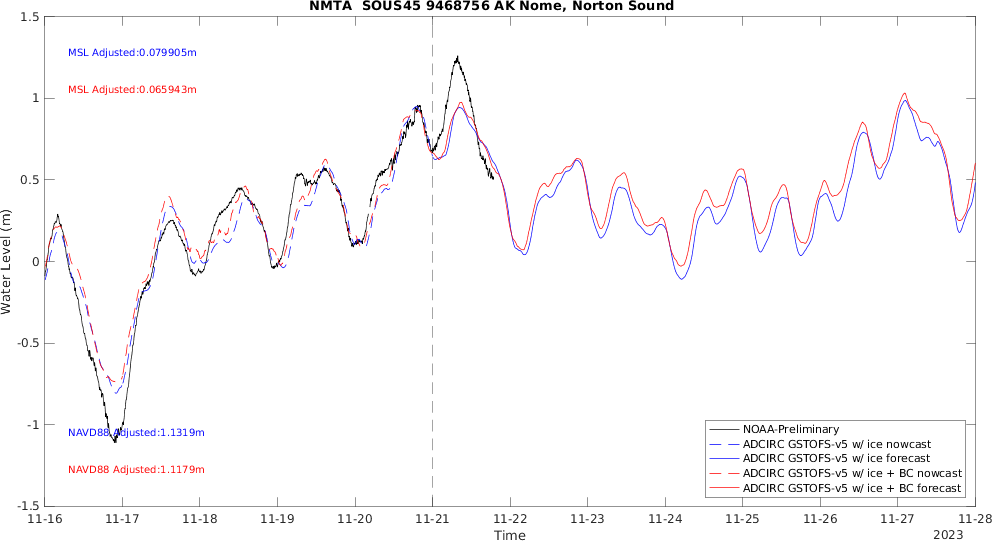 NMTA SOUS45 9468756 AK Nome, Norton Sound
1.5
1
0.5
0
-0.5
-1
-1.5
Water Level (m)
MSL Adjusted:0.079905m
MSL Adjusted:0.065943m
NAVD88 Adjusted:1.1319m
NAVD88 Adjusted:1.1179m
NOAA-Preliminary
ADCIRC GSTOFS-v5 w/ ice nowcast
ADCIRC GSTOFS-v5 w/ ice forecast
ADCIRC GSTOFS-v5 w/ ice + BC nowcast
ADCIRC GSTOFS-v5 w/ ice + BC forecast
11-16 11-17 11-18 11-19 11-20 11-21 11-22 11-23 11-24 11-25 11-26 11-27 11-28
Time
2023